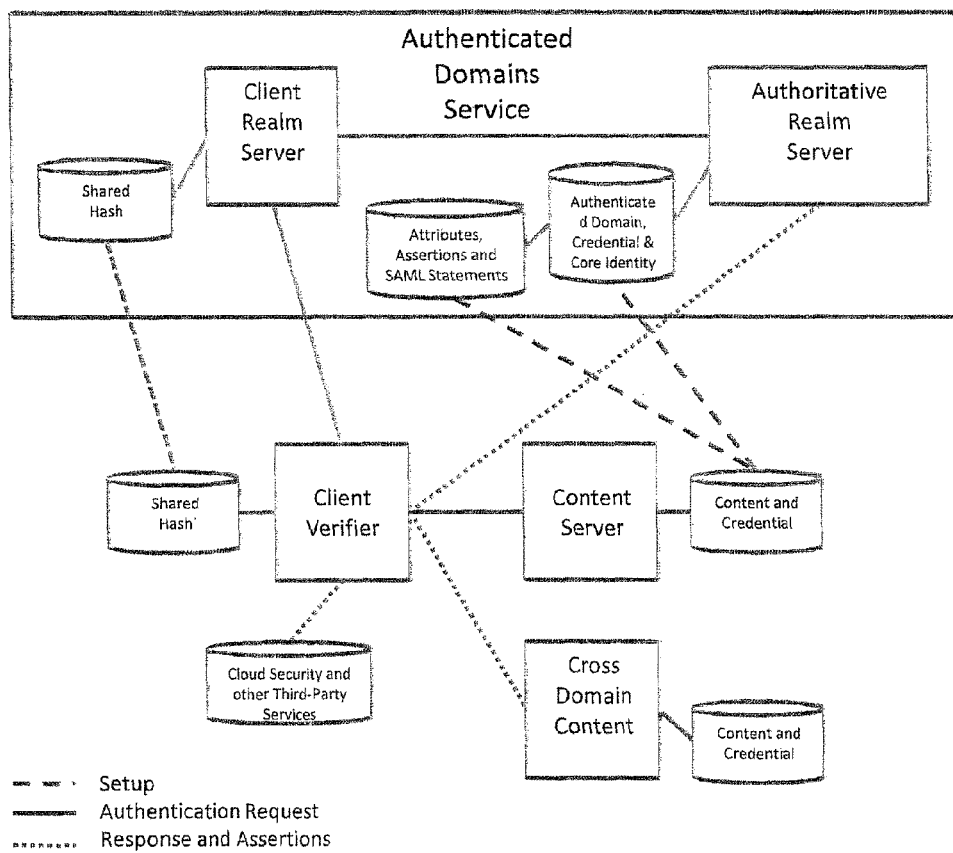 Authenticated
Domains
Service
Client
Realm
Server
Authoritative
Realm
Server
Shared
Hash
Attributes,
Assertions and
SAML Statements
Authenticate
d Domain,
Credential &
Core Identity
Shared
Hash`
Client
Verifier
Content
Server
Content and
Credential
Cloud Security and
other Third-Party
Services
Cross
Domain
Content
Content and
Credential
Setup
Authentication Request
Response and Assertions